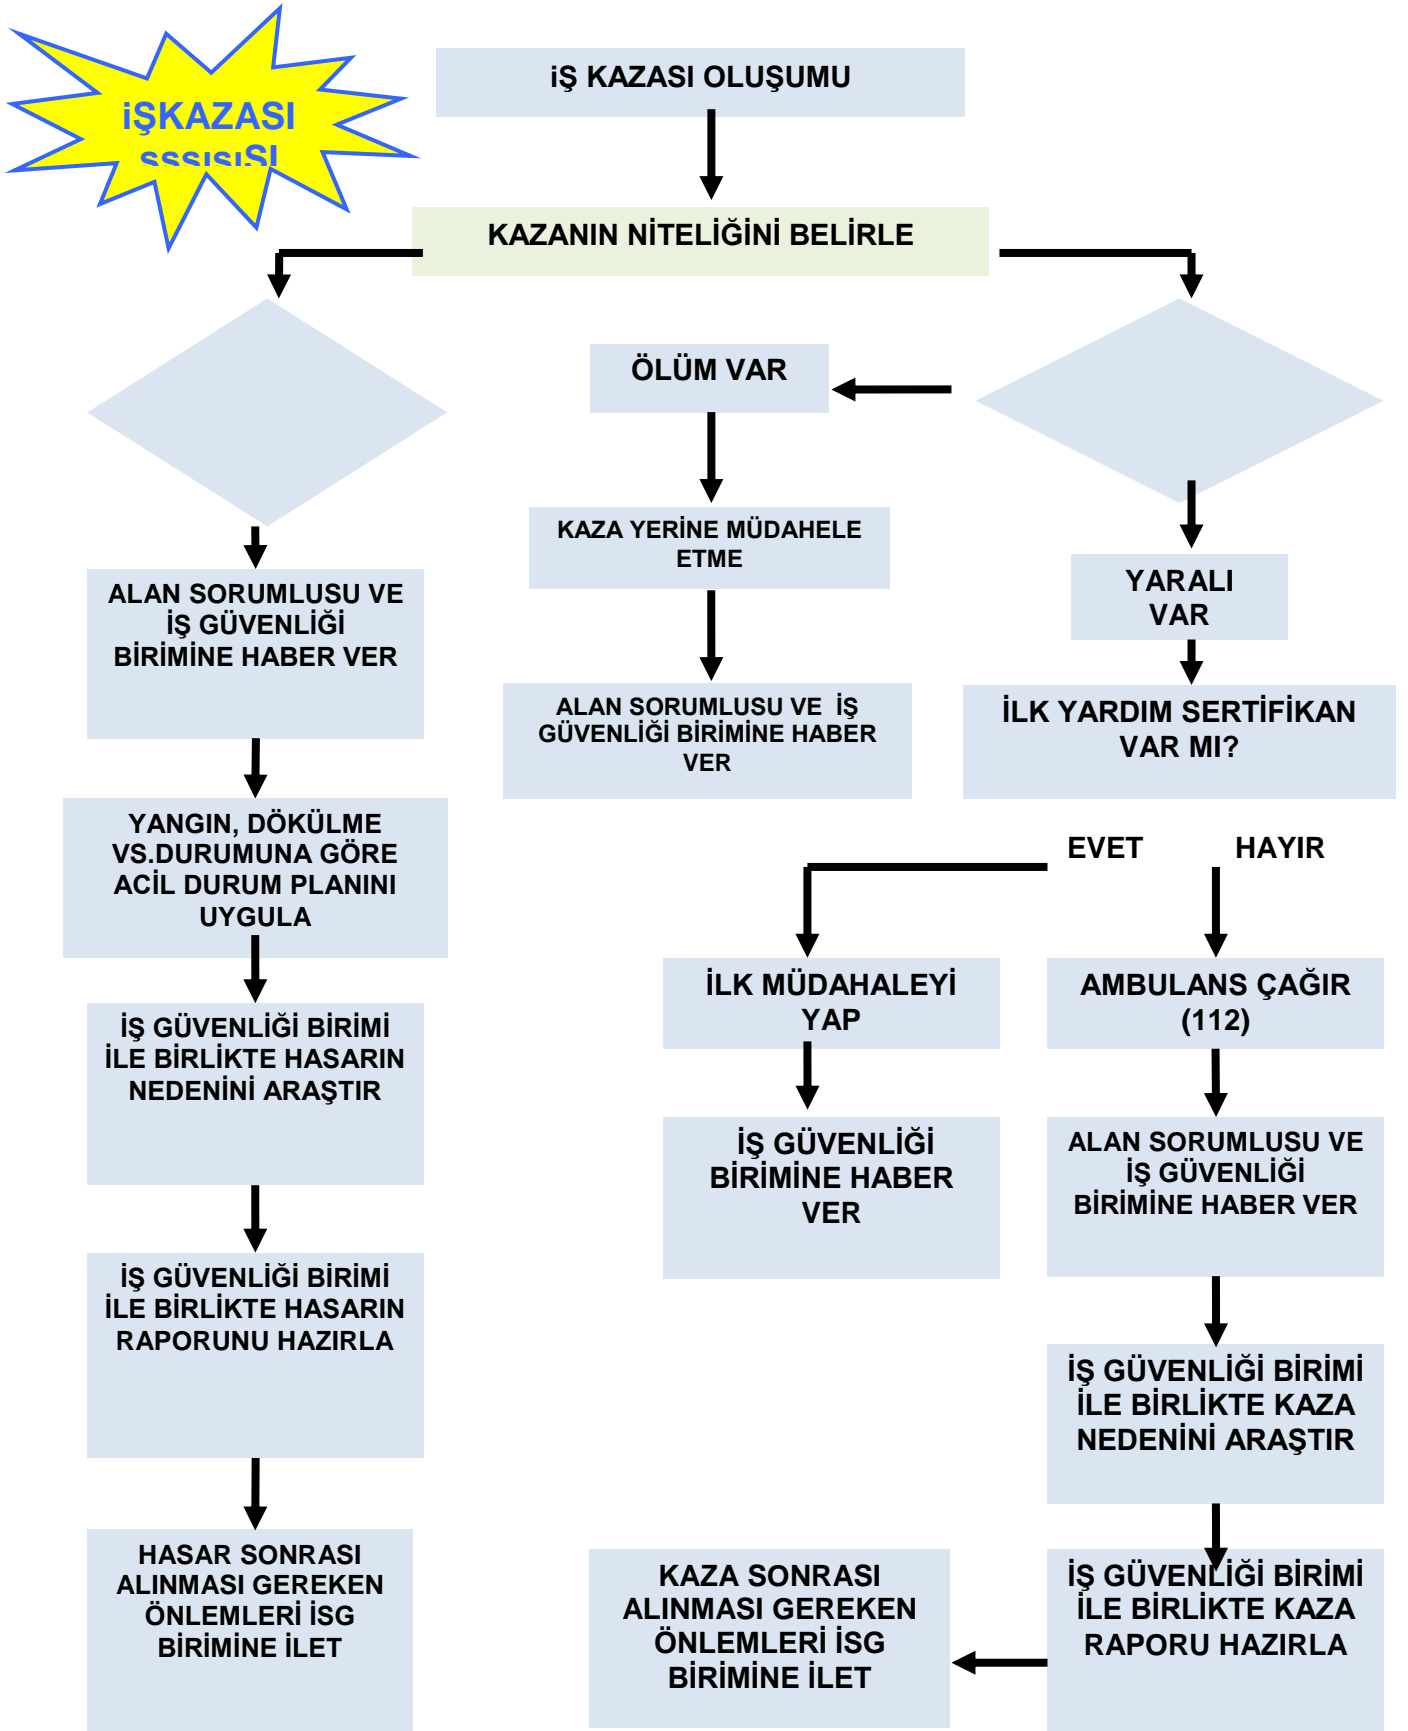 iŞKAZASI
iŞ KAZASI OLUŞUMU
KAZANIN NİTELİĞİNİ BELİRLE
ÖLÜM VAR
KAZA YERİNE MÜDAHELE
ETME
ALAN SORUMLUSU VE İŞ
GÜVENLİĞİ BİRİMİNE HABER
VER
YARALI
VAR
İLK YARDIM SERTİFİKAN
VAR MI?
EVET
HAYIR
İLK MÜDAHALEYİ
YAP
İŞ GÜVENLİĞİ
BİRİMİNE HABER
VER
AMBULANS ÇAĞIR
(112)
ALAN SORUMLUSU VE
İŞ GÜVENLİĞİ
BİRİMİNE HABER VER
İŞ GÜVENLİĞİ BİRİMİ
İLE BİRLİKTE KAZA
NEDENİNİ ARAŞTIR
İŞ GÜVENLİĞİ BİRİMİ
İLE BİRLİKTE KAZA
RAPORU HAZIRLA
KAZA SONRASI
ALINMASI GEREKEN
ÖNLEMLERİ İSG
BİRİMİNE İLET
ALAN SORUMLUSU VE
İŞ GÜVENLİĞİ
BİRİMİNE HABER VER
YANGIN, DÖKÜLME
VS.DURUMUNA GÖRE
ACİL DURUM PLANINI
UYGULA
İŞ GÜVENLİĞİ BİRİMİ
İLE BİRLİKTE HASARIN
NEDENİNİ ARAŞTIR
İŞ GÜVENLİĞİ BİRİMİ
İLE BİRLİKTE HASARIN
RAPORUNU HAZIRLA
HASAR SONRASI
ALINMASI GEREKEN
ÖNLEMLERİ İSG
BİRİMİNE İLET